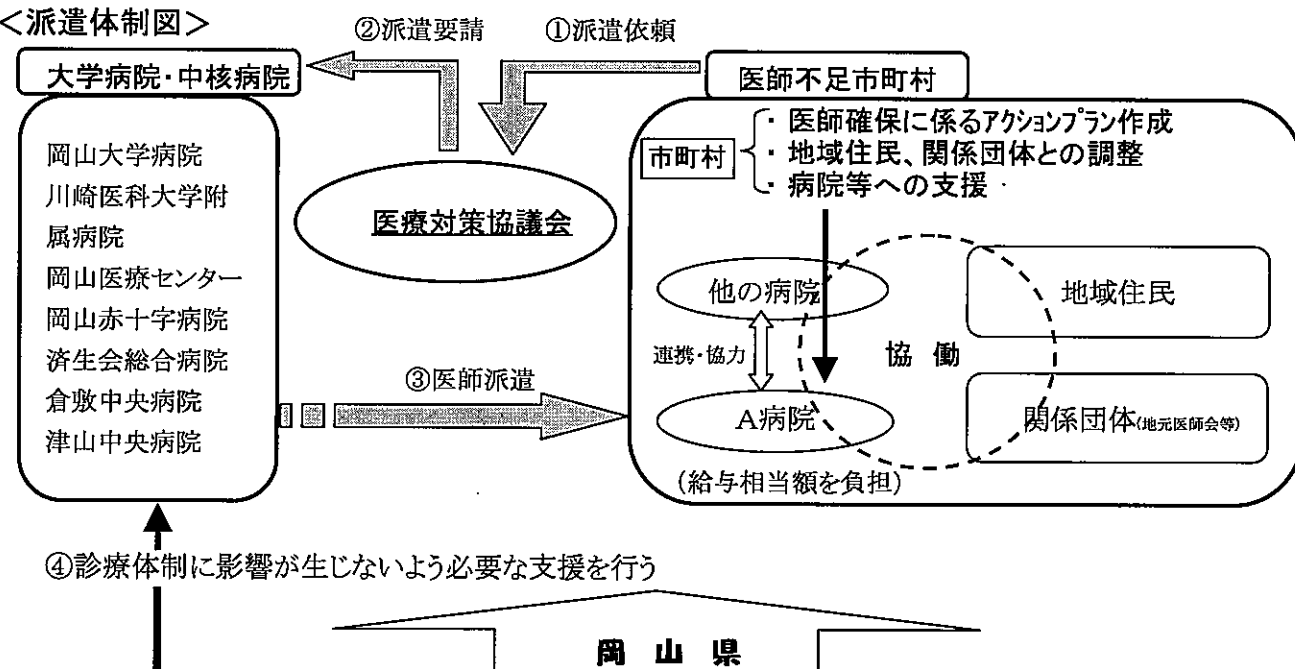 ＜派遣体制図＞
②派遣要請
①派遣依頼
大学病院・中核病院
医師不足市町村
岡山大学病院
川崎医科大学附
属病院
岡山医療センター
岡山赤十字病院
済生会総合病院
倉敷中央病院
津山中央病院
医療対策協議会
市町村
・ 医師確保に係るアクションプラン作成
・ 地域住民、関係団体との調整
・ 病院等への支援
他の病院
連携・協力
A病院
協 働
地域住民
関係団体(地元医師会等)
(給与相当額を負担)
③医師派遣
④診療体制に影響が生じないよう必要な支援を行う
岡 山 県